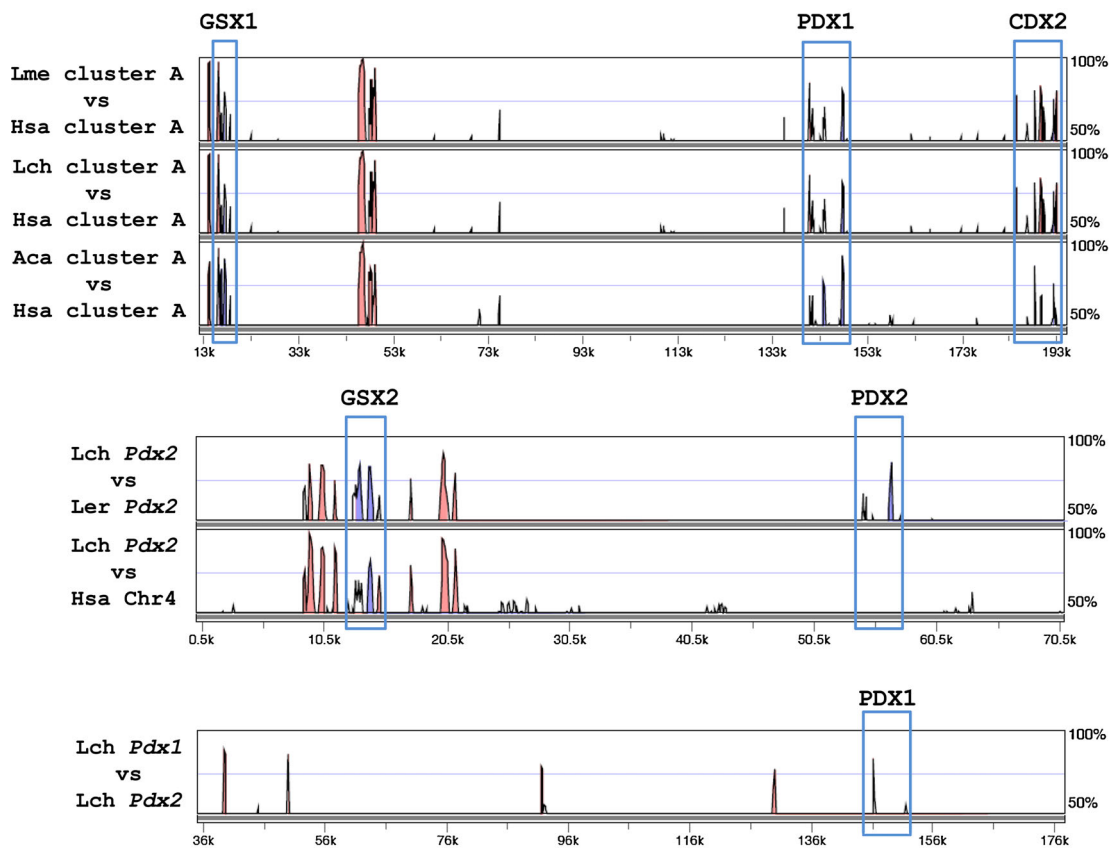 GSX1 PDX1 CDX2
Lme cluster A
vs
Hsa cluster A
100%
50%
Lch cluster A
vs
Hsa cluster A
100%
50%
Aca cluster A
vs
Hsa cluster A
100%
50%
13k 33k 53k 73k 93k 113k 133k 153k 173k 193k
GSX2 PDX2
Lch Pdx2
vs
Ler Pdx2
100%
50%
Lch Pdx2
vs
Hsa Chr4
100%
50%
0.5k 10.5k 20.5k 30.5k 40.5k 50.5k 60.5k 70.5k
PDX1
Lch Pdx1
vs
Lch Pdx2
100%
50%
36k 56k 76k 96k 116k 136k 156k 176k